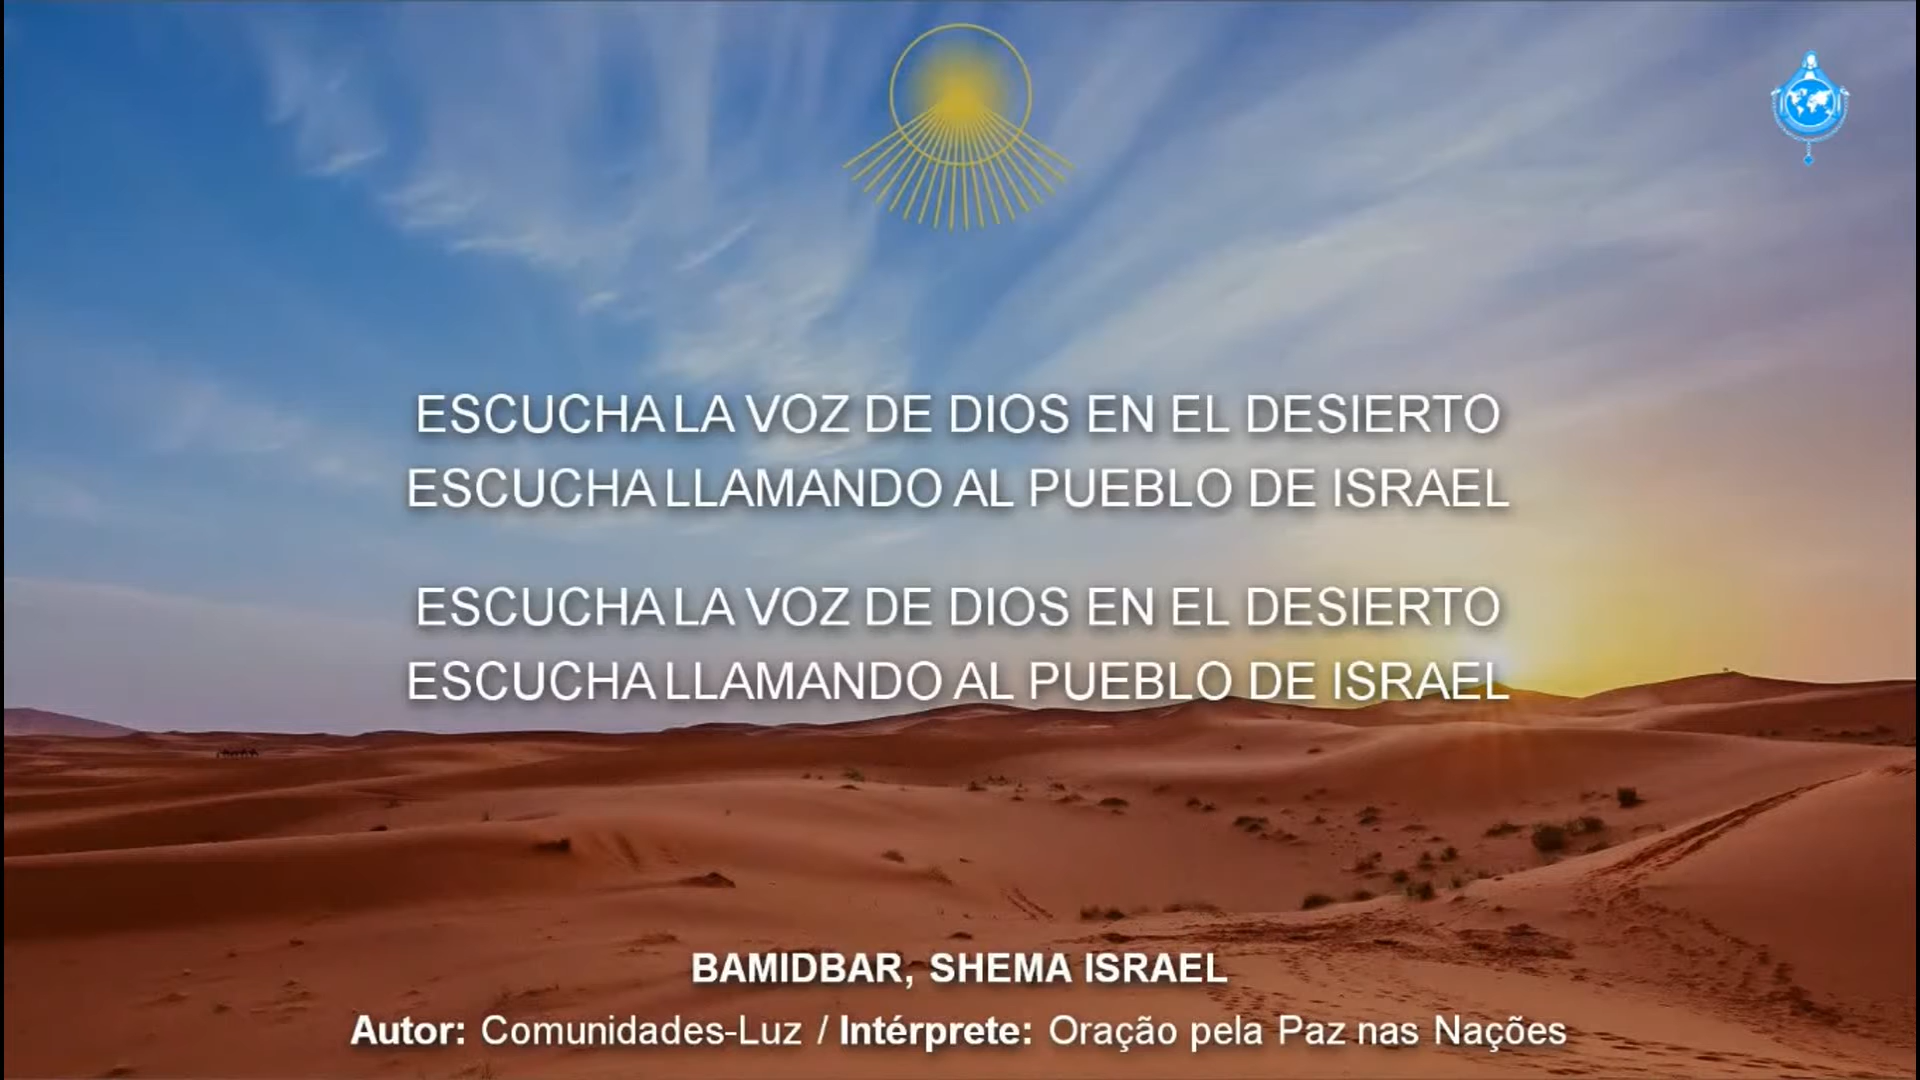 ESCUCHA LA VOZ DE DIOS EN EL DESIERTO
ESCUCHA LLAMANDO AL PUEBLO DE ISRAEL
ESCUCHA LA VOZ DE DIOS EN EL DESIERTO
ESCUCHA LLAMANDO AL PUEBLO DE ISRAEL
BAMIDBAR, SHEMA ISRAEL
Autor: Comunidades-Luz / Intérprete: Oração pela Paz nas Nações